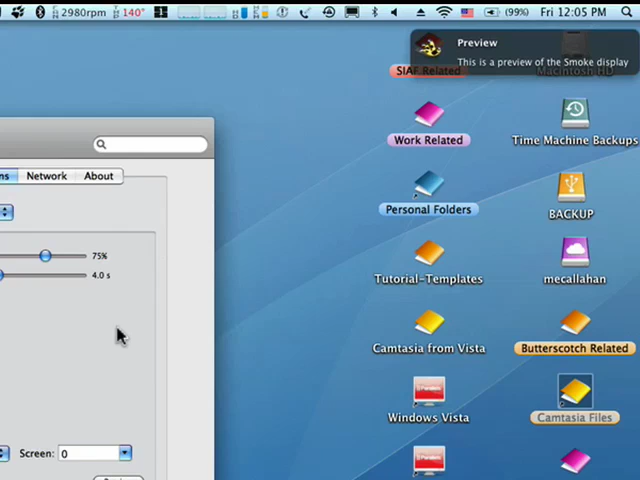 2980rpm 140° (99%) Fri 12:05 PM
Preview
This is a preview of the Smoke display
SIAF Related
Macintosh HD
Work Related
Time Machine Backups
ns Network About
Personal Folders
BACKUP
75%
4.0 s
Tutorial-Templates
mecallahan
Camtasia from Vista
Butterscotch Related
Windows Vista
Camtasia Files
Screen: 0